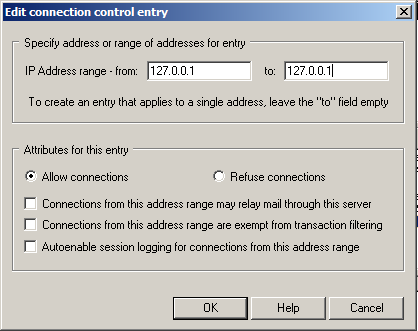 Edit connection control entry
Specify address or range of addresses for entry
IP Address range - from: 127.0.0.1 to: 127.0.0.1
To create an entry that applies to a single address, leave the "to" field empty
Attributes for this entry
Allow connections Refuse connections
Connections from this address range may relay mail through this server
Connections from this address range are exempt from transaction filtering
Autoenable session logging for connections from this address range
OK Help Cancel